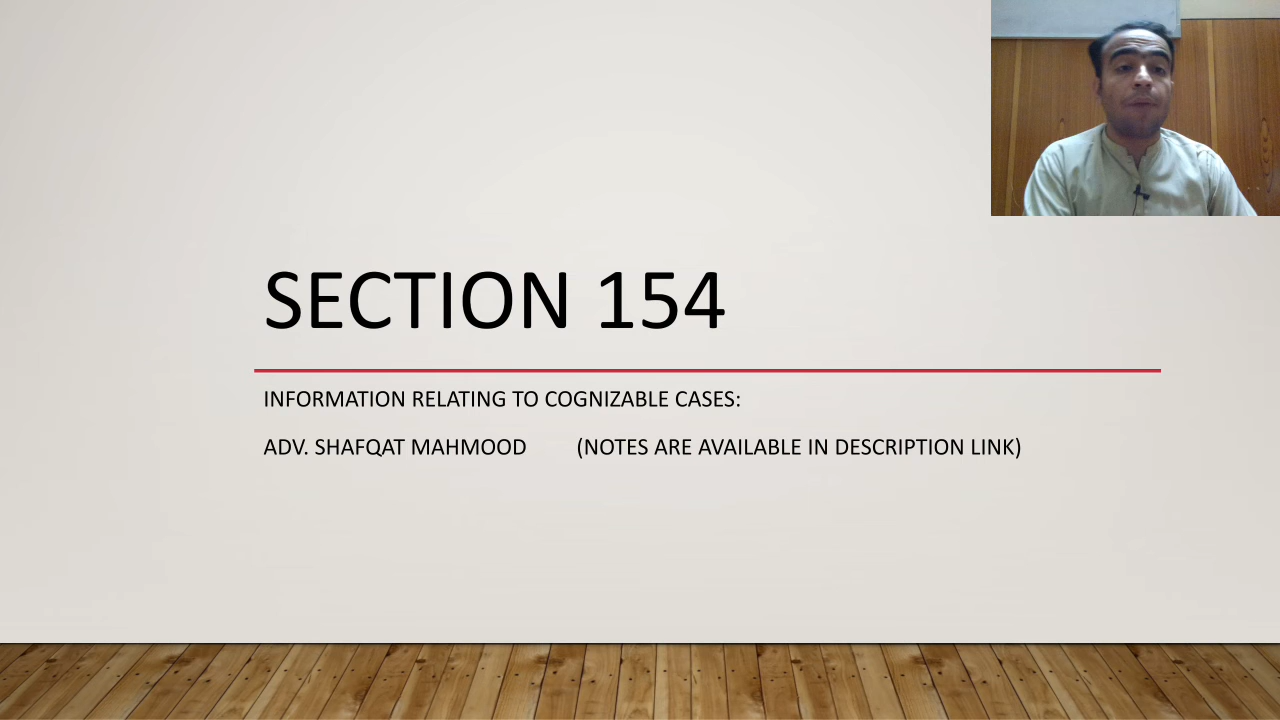 SECTION 154
INFORMATION RELATING TO COGNIZABLE CASES:
ADV. SHAFQAT MAHMOOD (NOTES ARE AVAILABLE IN DESCRIPTION LINK)